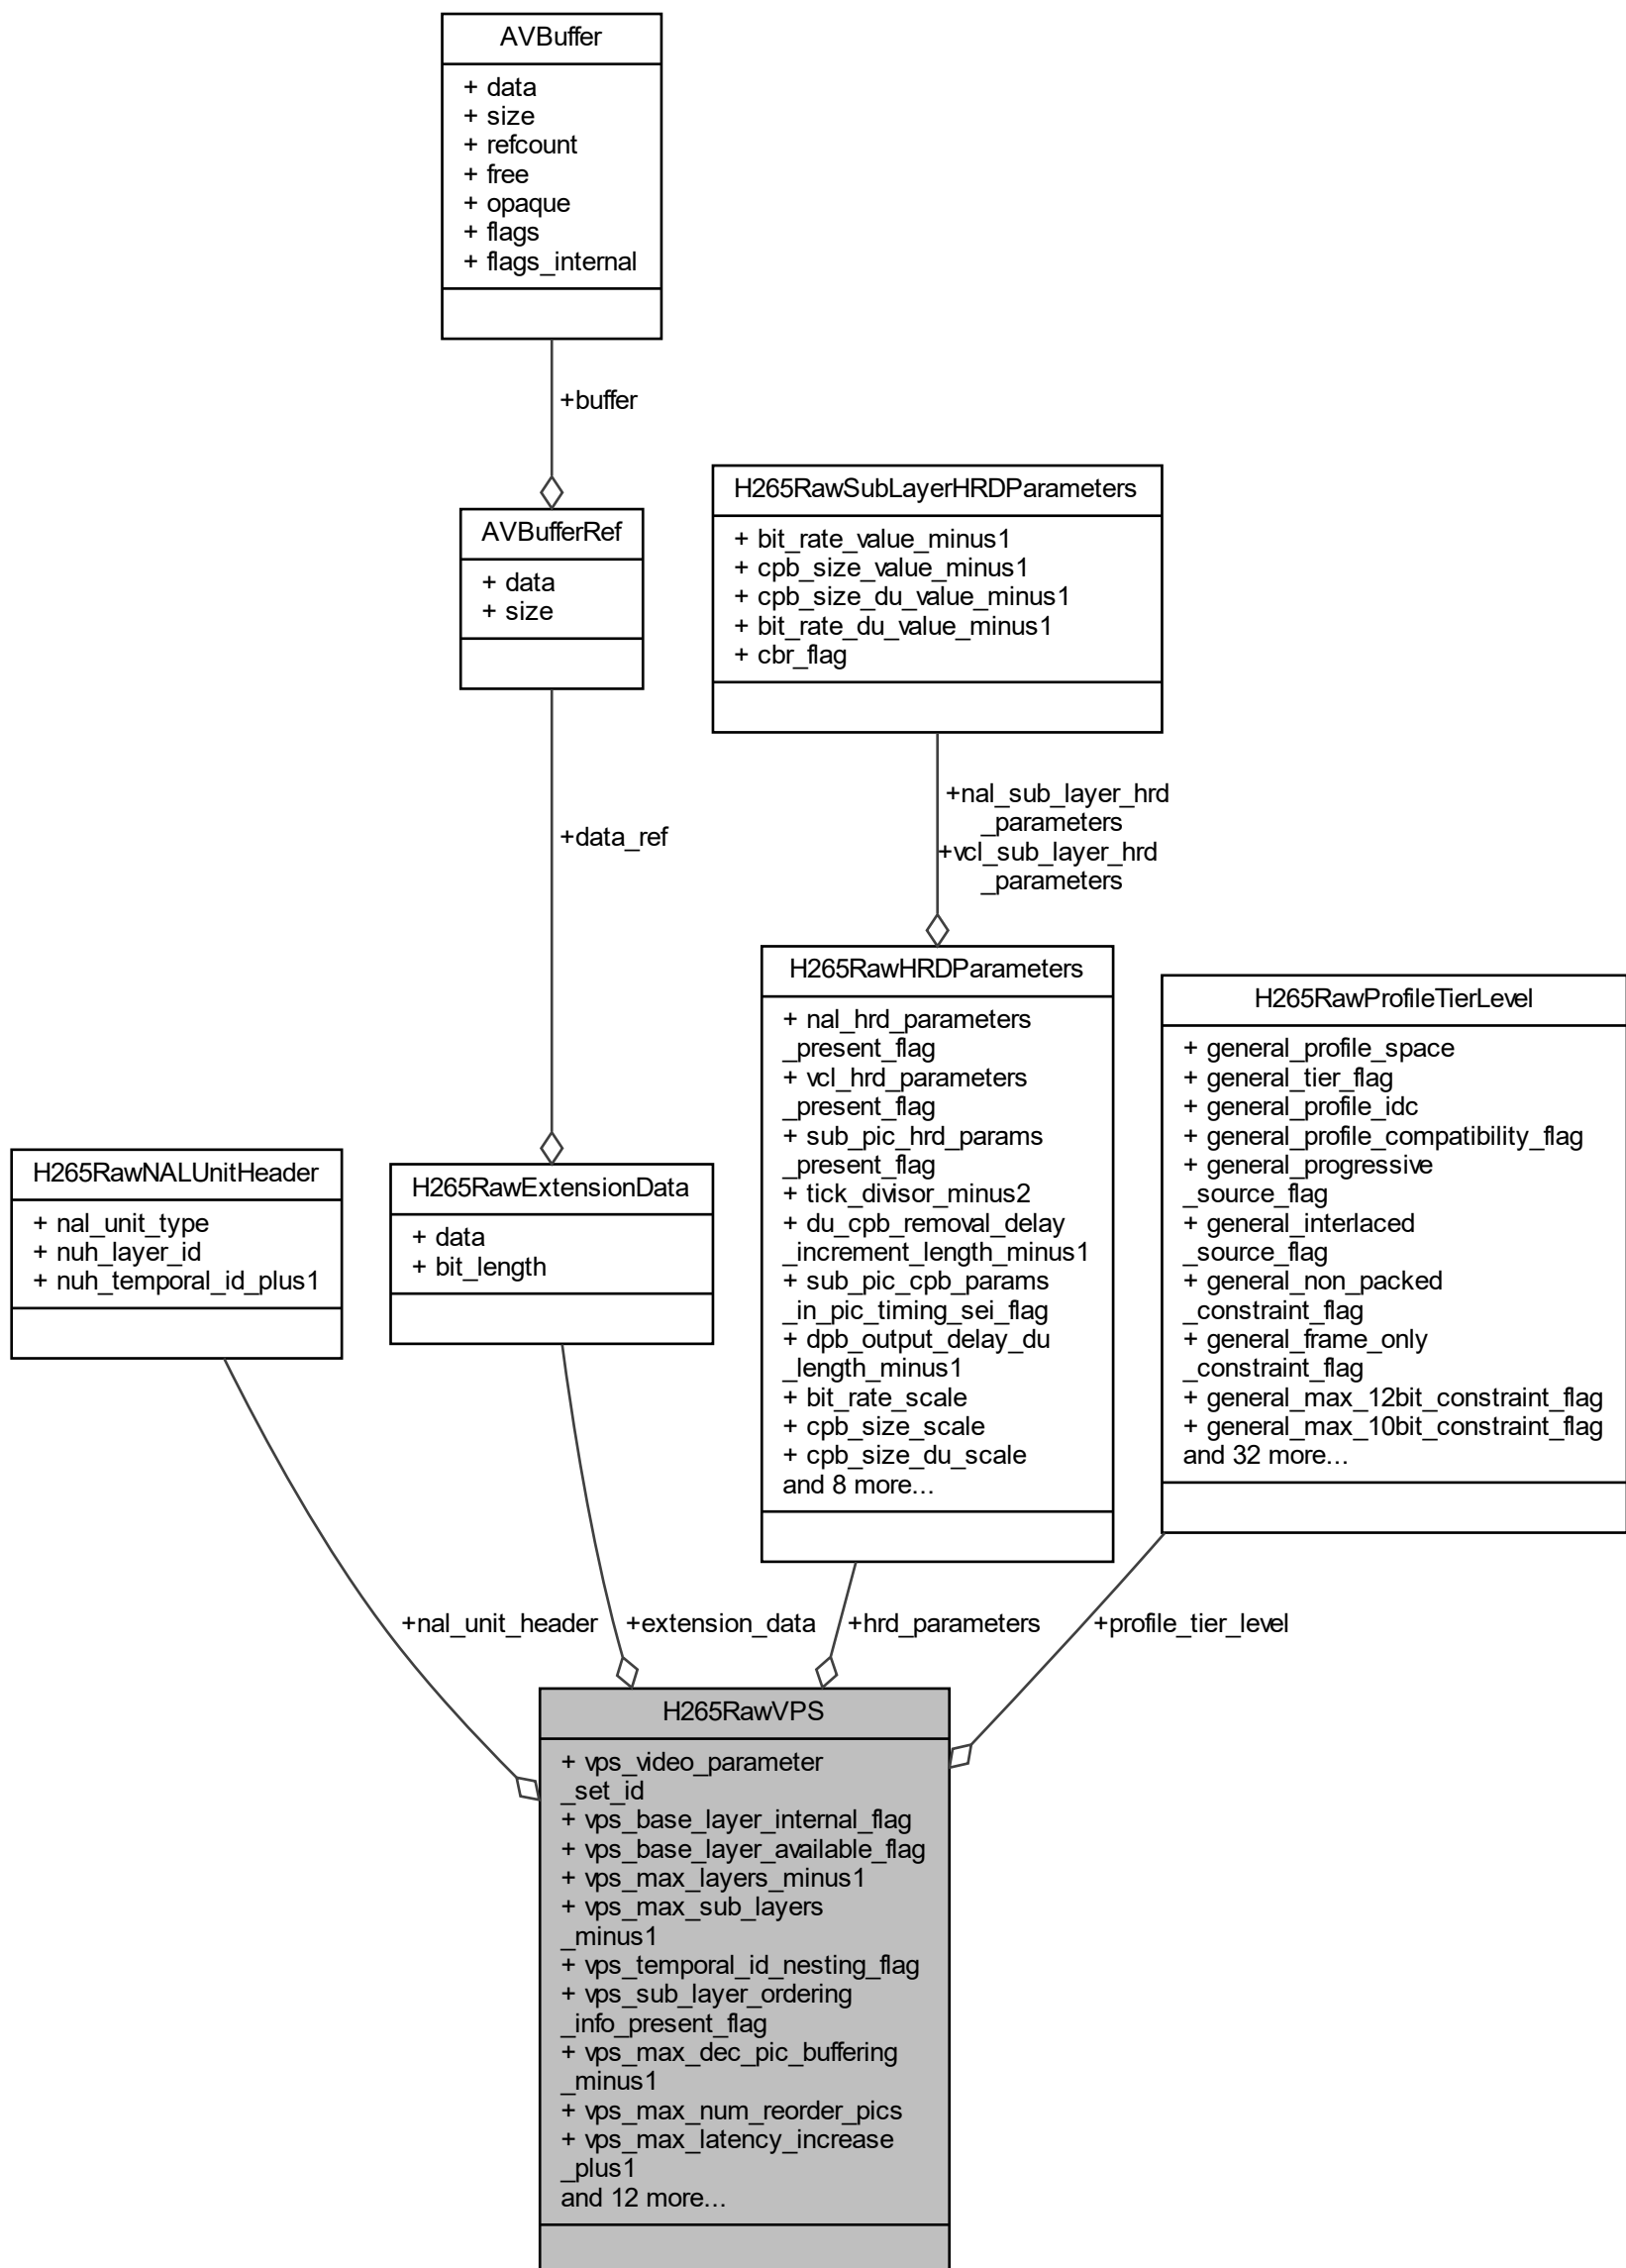 AVBuffer
+ data
+ size
+ refcount
+ free
+ opaque
+ flags
+ flags_internal
+buffer
AVBufferRef
+ data
+ size
+data_ref
H265RawSubLayerHRDParameters
+ bit_rate_value_minus1
+ cpb_size_value_minus1
+ cpb_size_du_value_minus1
+ bit_rate_du_value_minus1
+ cbr_flag
+nal_sub_layer_hrd
_parameters
+vcl_sub_layer_hrd
_parameters
H265RawNALUnitHeader
+ nal_unit_type
+ nuh_layer_id
+ nuh_temporal_id_plus1
H265RawExtensionData
+ data
+ bit_length
H265RawHRDParameters
+ nal_hrd_parameters
_present_flag
+ vcl_hrd_parameters
_present_flag
+ sub_pic_hrd_params
_present_flag
+ tick_divisor_minus2
+ du_cpb_removal_delay
_increment_length_minus1
+ sub_pic_cpb_params
_in_pic_timing_sei_flag
+ dpb_output_delay_du
_length_minus1
+ bit_rate_scale
+ cpb_size_scale
+ cpb_size_du_scale
and 8 more...
H265RawProfileTierLevel
+ general_profile_space
+ general_tier_flag
+ general_profile_idc
+ general_profile_compatibility_flag
+ general_progressive
_source_flag
+ general_interlaced
_source_flag
+ general_non_packed
_constraint_flag
+ general_frame_only
_constraint_flag
+ general_max_12bit_constraint_flag
+ general_max_10bit_constraint_flag
and 32 more...
+nal_unit_header
+extension_data
+hrd_parameters
+profile_tier_level
H265RawVPS
+ vps_video_parameter
_set_id
+ vps_base_layer_internal_flag
+ vps_base_layer_available_flag
+ vps_max_layers_minus1
+ vps_max_sub_layers
_minus1
+ vps_temporal_id_nesting_flag
+ vps_sub_layer_ordering
_info_present_flag
+ vps_max_dec_pic_buffering
_minus1
+ vps_max_num_reorder_pics
+ vps_max_latency_increase
_plus1
and 12 more...